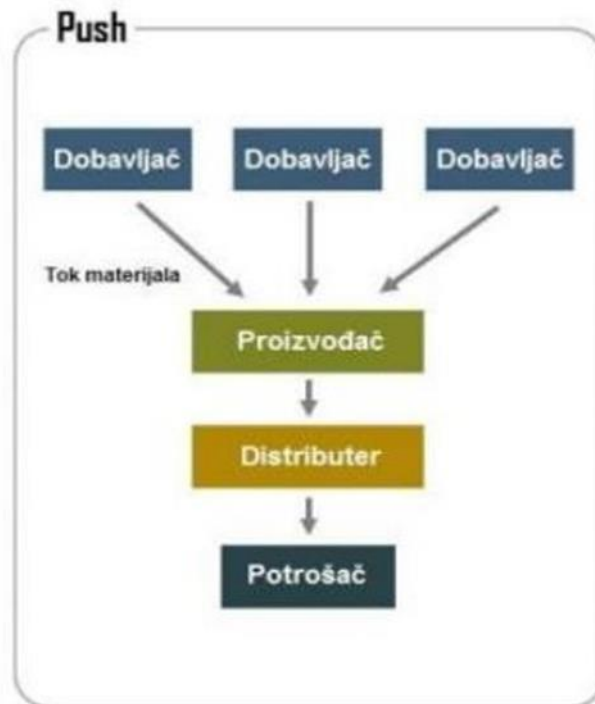 Push
Dobavljač Dobavljač Dobavljač
Tok materijala
Proizvođač
Distributer
Potrošač